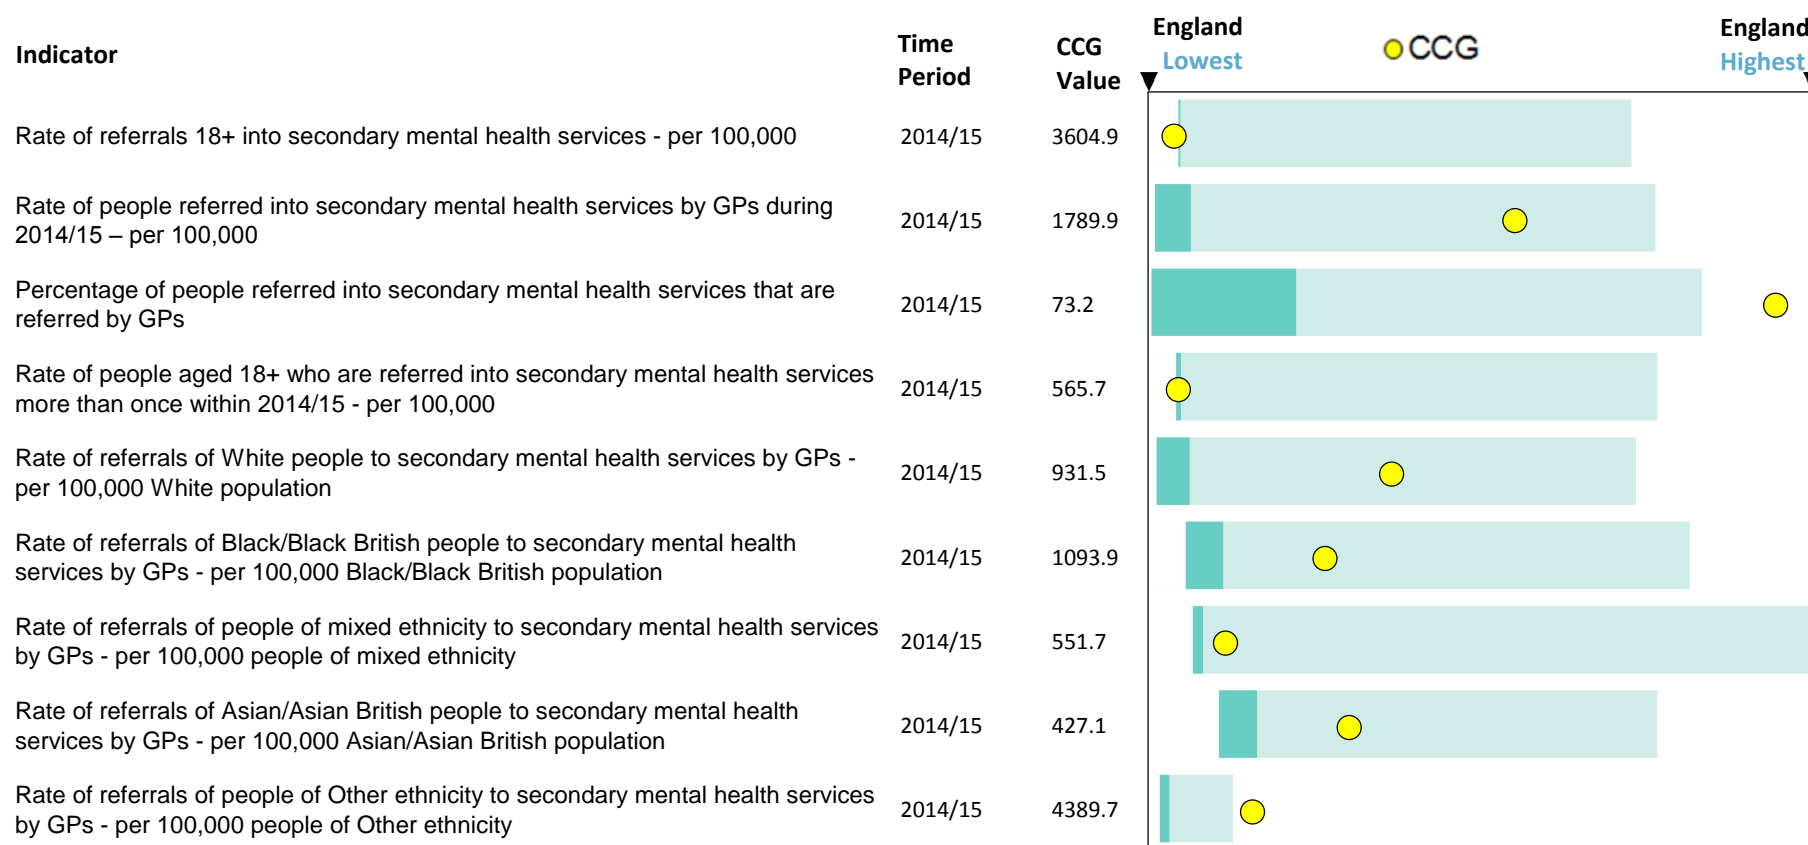 Indicator
Time Period
CCG Value
England Lowest
CCG
England Highest
Rate of referrals 18+ into secondary mental health services - per 100,000
2014/15
3604.9
Rate of people referred into secondary mental health services by GPs during
2014/15 – per 100,000
2014/15
1789.9
Percentage of people referred into secondary mental health services that are
referred by GPs
2014/15
73.2
Rate of people aged 18+ who are referred into secondary mental health services
more than once within 2014/15 - per 100,000
2014/15
565.7
Rate of referrals of White people to secondary mental health services by GPs -
per 100,000 White population
2014/15
931.5
Rate of referrals of Black/Black British people to secondary mental health
services by GPs - per 100,000 Black/Black British population
2014/15
1093.9
Rate of referrals of people of mixed ethnicity to secondary mental health services
by GPs - per 100,000 people of mixed ethnicity
2014/15
551.7
Rate of referrals of Asian/Asian British people to secondary mental health
services by GPs - per 100,000 Asian/Asian British population
2014/15
427.1
Rate of referrals of people of Other ethnicity to secondary mental health services
by GPs - per 100,000 people of Other ethnicity
2014/15
4389.7